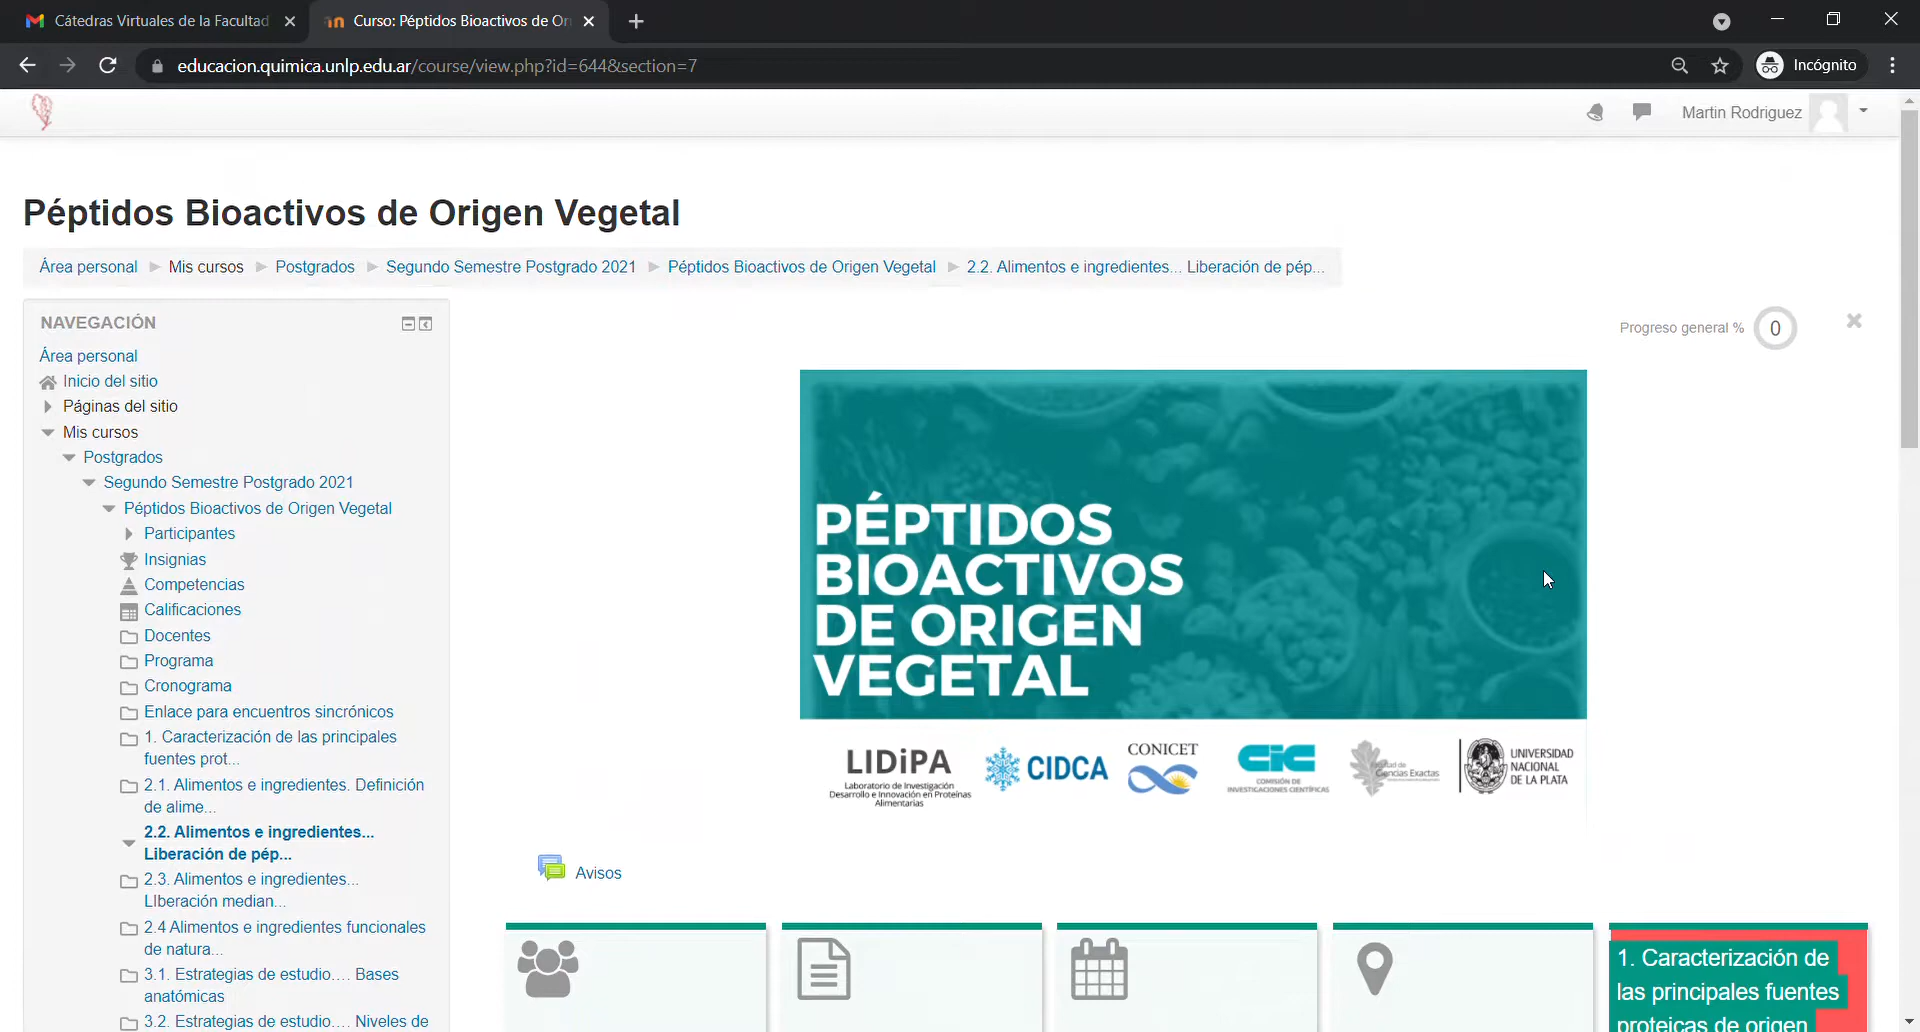 Cátedras Virtuales de la Facultad
Curso: Péptidos Bioactivos de Or
educacion.quimica.unlp.edu.ar/course/view.php?id=644&section=7
Incógnito
Martin Rodriguez
Péptidos Bioactivos de Origen Vegetal
Área personal
Mis cursos
Postgrados
Segundo Semestre Postgrado 2021
Péptidos Bioactivos de Origen Vegetal
2.2. Alimentos e ingredientes... Liberación de pép...
NAVEGACIÓN
Área personal
Inicio del sitio
Páginas del sitio
Mis cursos
Postgrados
Segundo Semestre Postgrado 2021
Péptidos Bioactivos de Origen Vegetal
Participantes
Insignias
Competencias
Calificaciones
Docentes
Programa
Cronograma
Enlace para encuentros sincrónicos
1. Caracterización de las principales
fuentes prot...
2.1. Alimentos e ingredientes. Definición
de alime...
2.2. Alimentos e ingredientes...
Liberación de pép...
2.3. Alimentos e ingredientes...
LIberación median...
2.4 Alimentos e ingredientes funcionales
de natura...
3.1. Estrategias de estudio.... Bases
anatómicas
3.2. Estrategias de estudio.... Niveles de
Progreso general %
0
PÉPTIDOS
BIOACTIVOS
DE ORIGEN
VEGETAL
LIDiPA
Laboratorio de Investigación
Desarrollo e Innovación en Proteínas
Alimentarias
CIDCA
CONICET
CiC
COMISIÓN DE
INVESTIGACIONES CIENTÍFICAS
Facultad de
Ciencias Exactas
UNIVERSIDAD
NACIONAL
DE LA PLATA
Avisos
1. Caracterización de
las principales fuentes
proteicas de origen